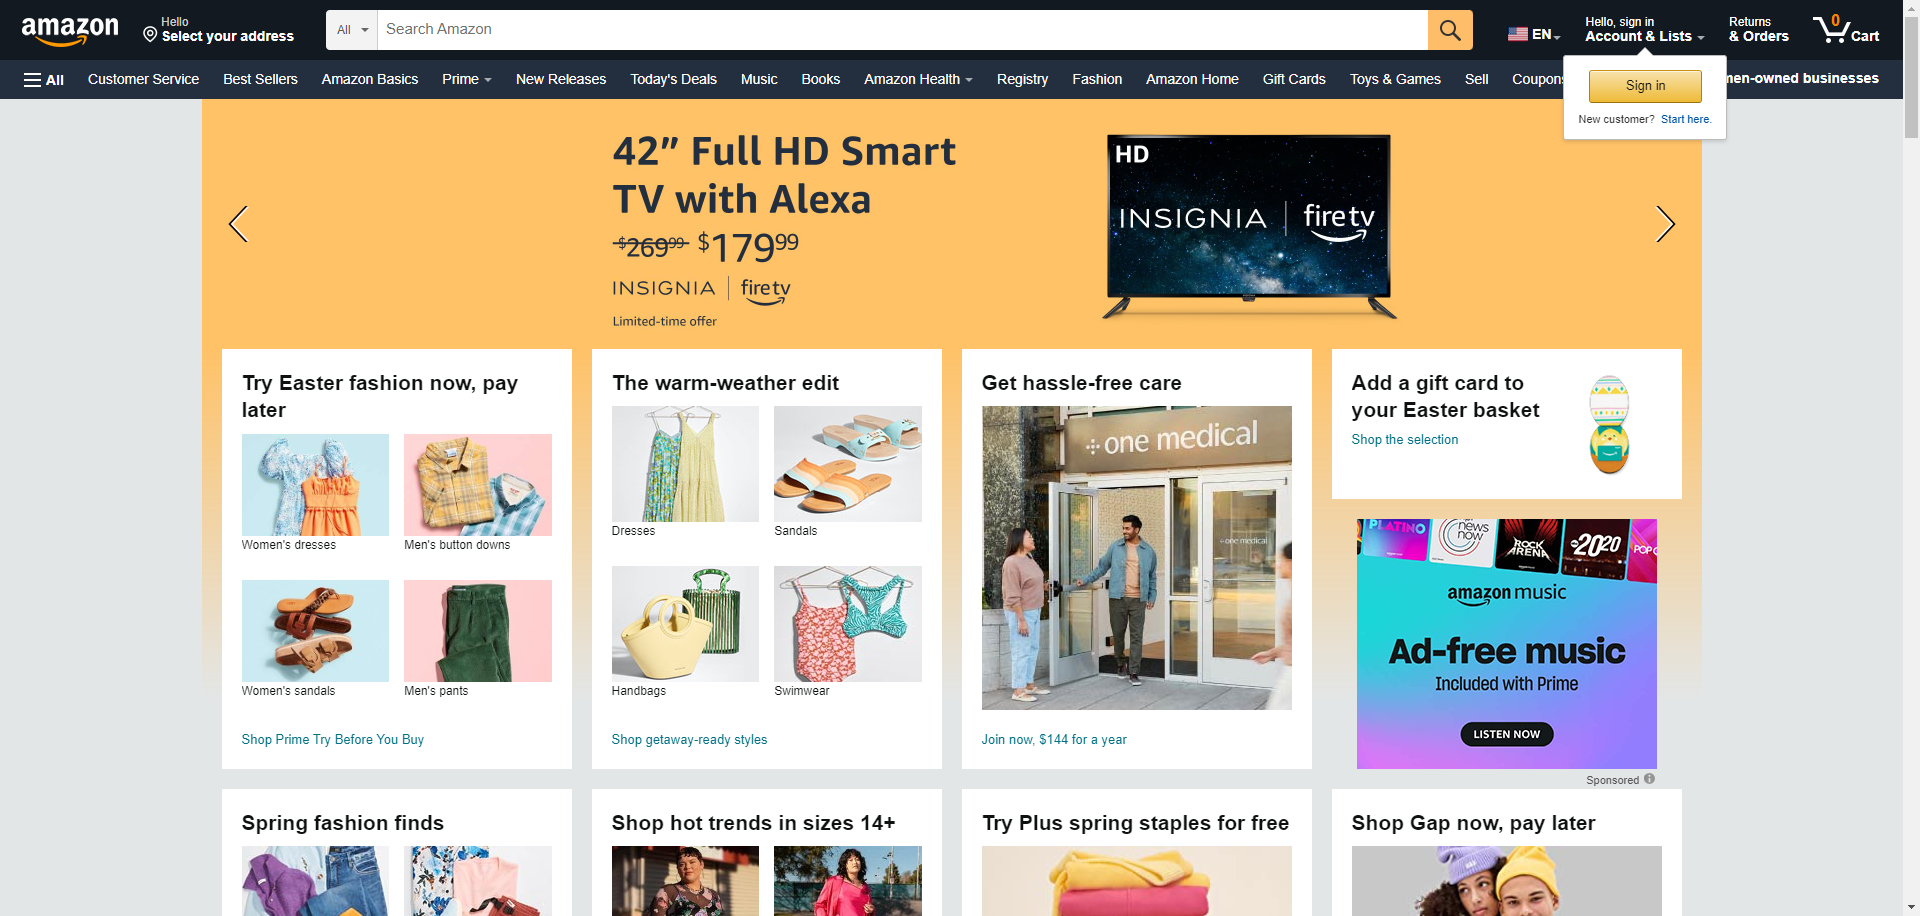 amazon
Hello
Select your address
All
Search Amazon
EN
Hello, sign in
Account & Lists
Returns
& Orders
0
Cart
All
Customer Service
Best Sellers
Amazon Basics
Prime
New Releases
Today's Deals
Music
Books
Amazon Health
Registry
Fashion
Amazon Home
Gift Cards
Toys & Games
Sell
Coupons
men-owned businesses
Sign in
New customer? Start here.
42” Full HD Smart
TV with Alexa
$26999 $17999
INSIGNIA | fire tv
Limited-time offer
HD
INSIGNIA | fire tv
Try Easter fashion now, pay
later
Women's dresses
Men's button downs
Women's sandals
Men's pants
Shop Prime Try Before You Buy
The warm-weather edit
Dresses
Sandals
Handbags
Swimwear
Shop getaway-ready styles
Get hassle-free care
one medical
one medical
Join now, $144 for a year
Add a gift card to
your Easter basket
Shop the selection
PLATINO
news
now
ROCK
ARENA
abc
2020
POP
amazon music
Ad-free music
Included with Prime
LISTEN NOW
Sponsored
Spring fashion finds
Shop hot trends in sizes 14+
Try Plus spring staples for free
Shop Gap now, pay later